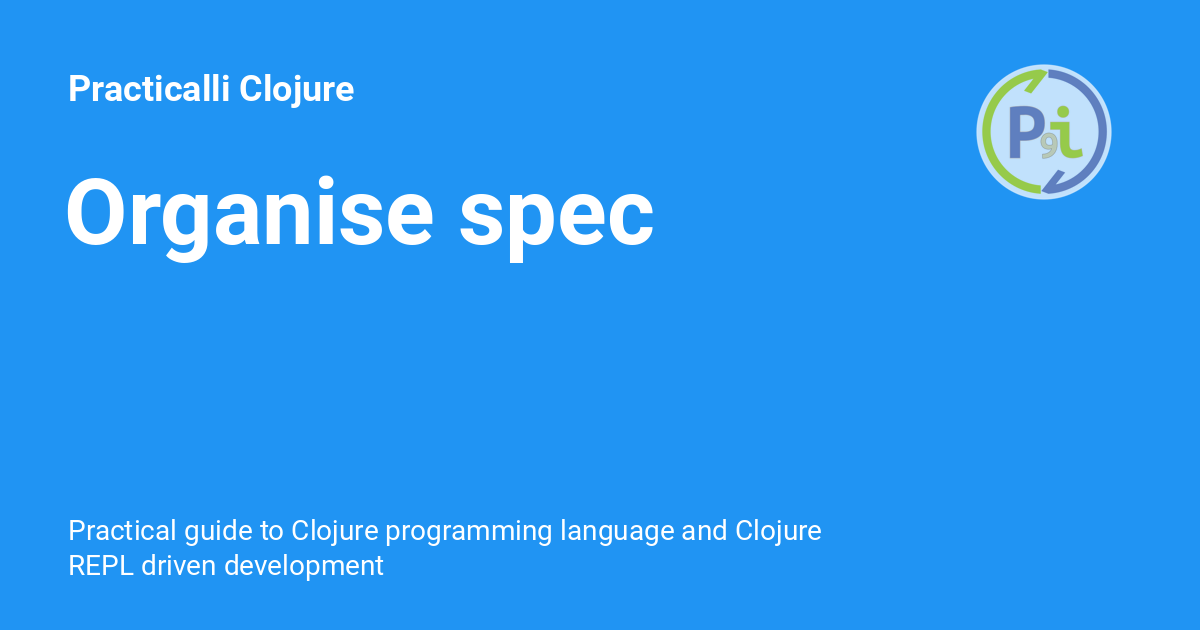 Practicalli Clojure
P9i
Organise spec
Practical guide to Clojure programming language and Clojure
REPL driven development